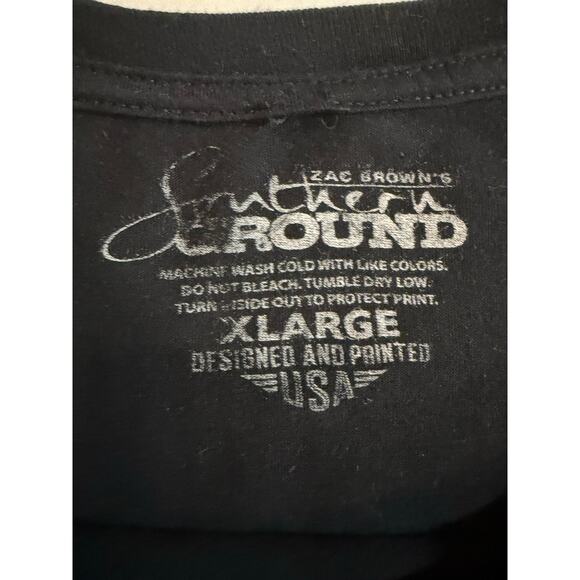 ZAC BROWN'S
Southern
GROUND
MACHINE WASH COLD WITH LIKE COLORS.
DO NOT BLEACH. TUMBLE DRY LOW.
TURN INSIDE OUT TO PROTECT PRINT.
XLARGE
DESIGNED AND PRINTED
USA